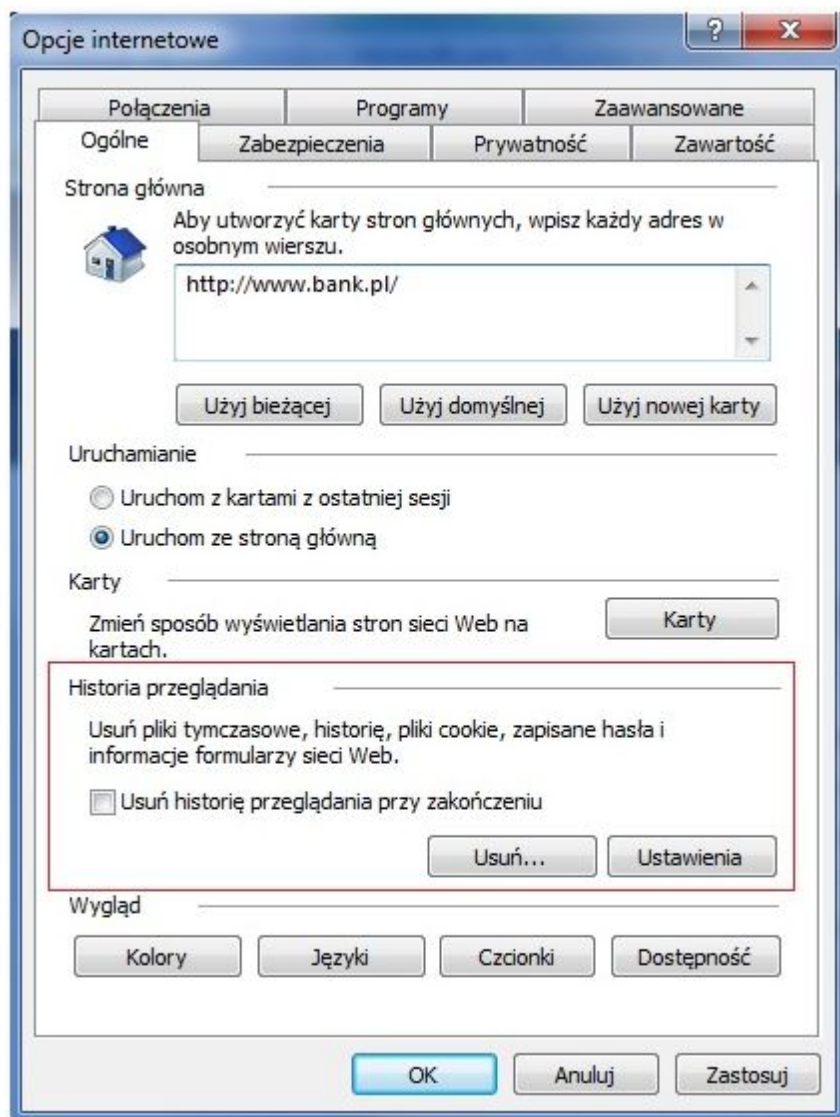 Opcje internetowe
?
Połączenia Programy Zaawansowane
Ogólne Zabezpieczenia Prywatność Zawartość
Strona główna
Aby utworzyć karty stron głównych, wpisz każdy adres w
osobnym wierszu.
http://www.bank.pl/
Użyj bieżącej Użyj domyślnej Użyj nowej karty
Uruchamianie
Uruchom z kartami z ostatniej sesji
Uruchom ze stroną główną
Karty
Zmień sposób wyświetlania stron sieci Web na
kartach.
Karty
Historia przeglądania
Usuń pliki tymczasowe, historię, pliki cookie, zapisane hasła i
informacje formularzy sieci Web.
Usuń historię przeglądania przy zakończeniu
Usuń... Ustawienia
Wygląd
Kolory Języki Czcionki Dostępność
OK Anuluj Zastosuj